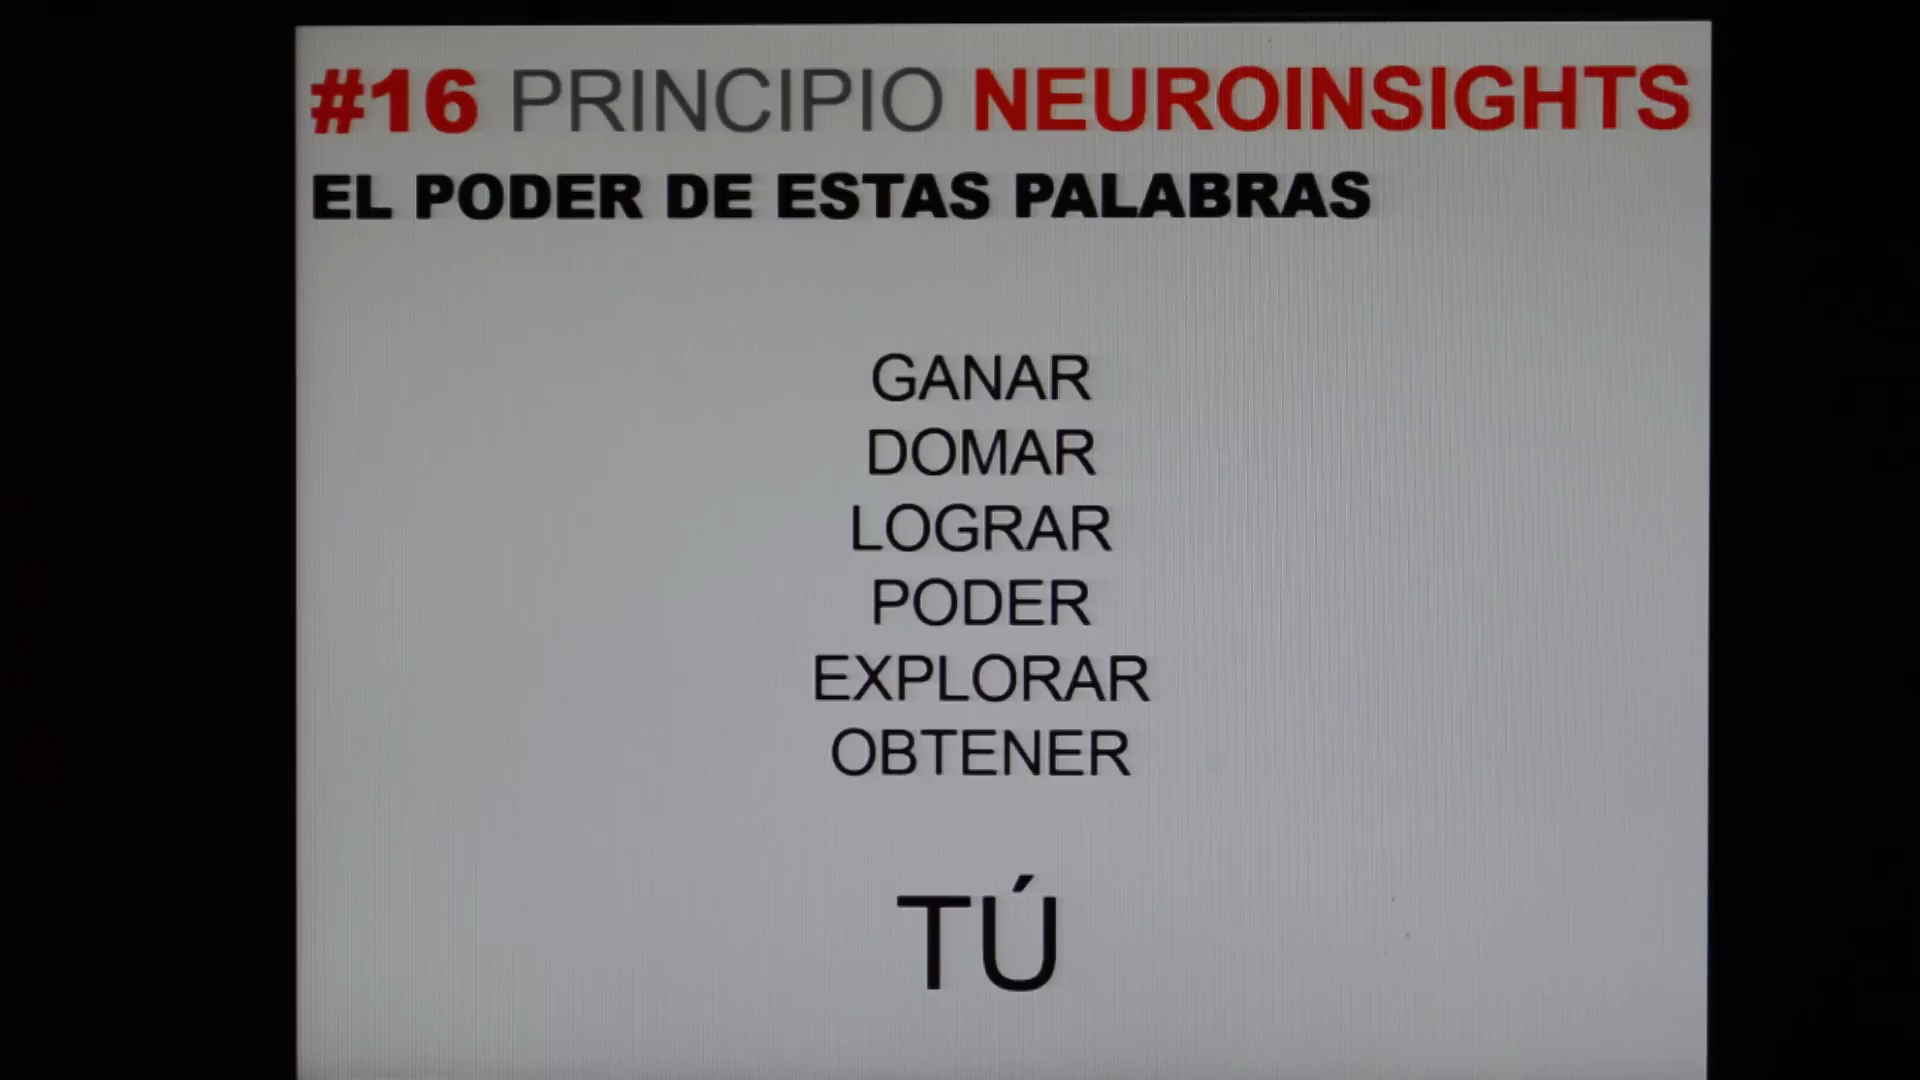 #16 PRINCIPIO NEUROINSIGHTS
EL PODER DE ESTAS PALABRAS
GANAR
DOMAR
LOGRAR
PODER
EXPLORAR
OBTENER
TÚ